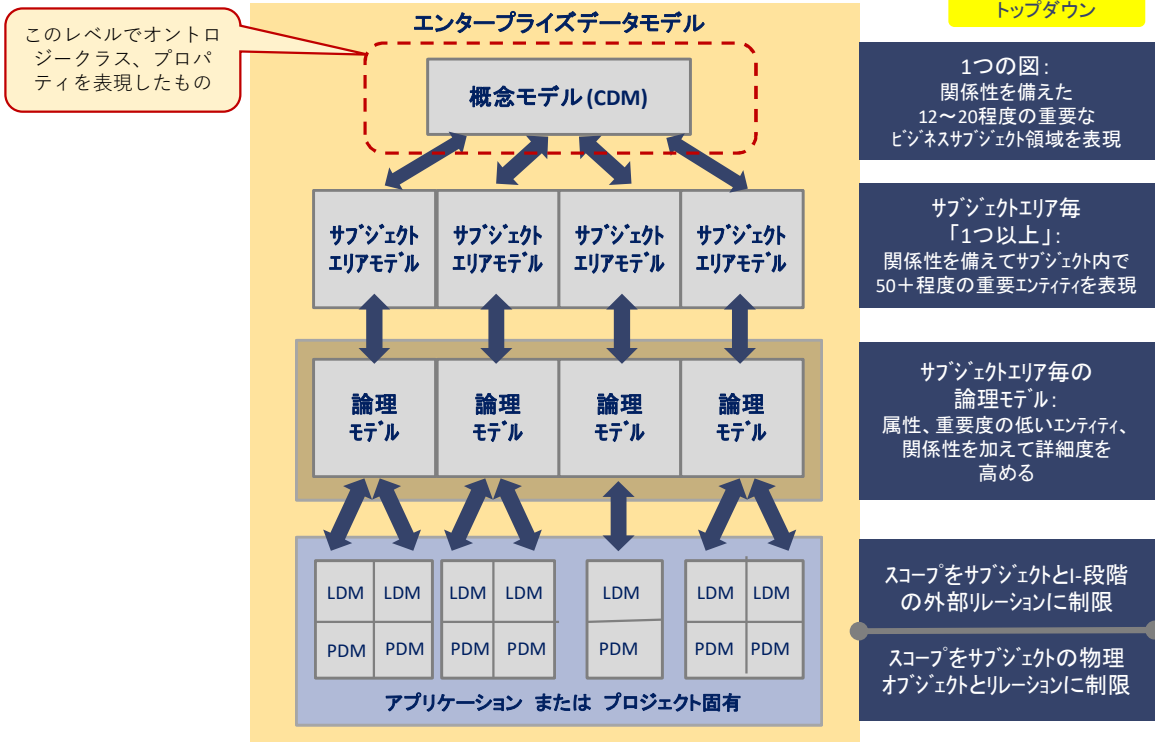 トップダウン
エンタープライズデータモデル
このレベルでオントロ
ジークラス、プロパ
ティを表現したもの
概念モデル(CDM)
1つの図:
関係性を備えた
12～20程度の重要な
ビジネスサブジェクト領域を表現
サブジェクト
エリアモデル
サブジェクト
エリアモデル
サブジェクト
エリアモデル
サブジェクト
エリアモデル
サブジェクトエリア毎
「1つ以上」:
関係性を備えてサブジェクト内で
50＋程度の重要エンティティを表現
論理
モデル
論理
モデル
論理
モデル
論理
モデル
サブジェクトエリア毎の
論理モデル:
属性、重要度の低いエンティティ、
関係性を加えて詳細度を
高める
LDM LDM LDM LDM LDM LDM LDM
PDM PDM PDM PDM PDM PDM PDM
アプリケーション または プロジェクト固有
スコープをサブジェクトとI-段階
の外部リレーションに制限
スコープをサブジェクトの物理
オブジェクトとリレーションに制限